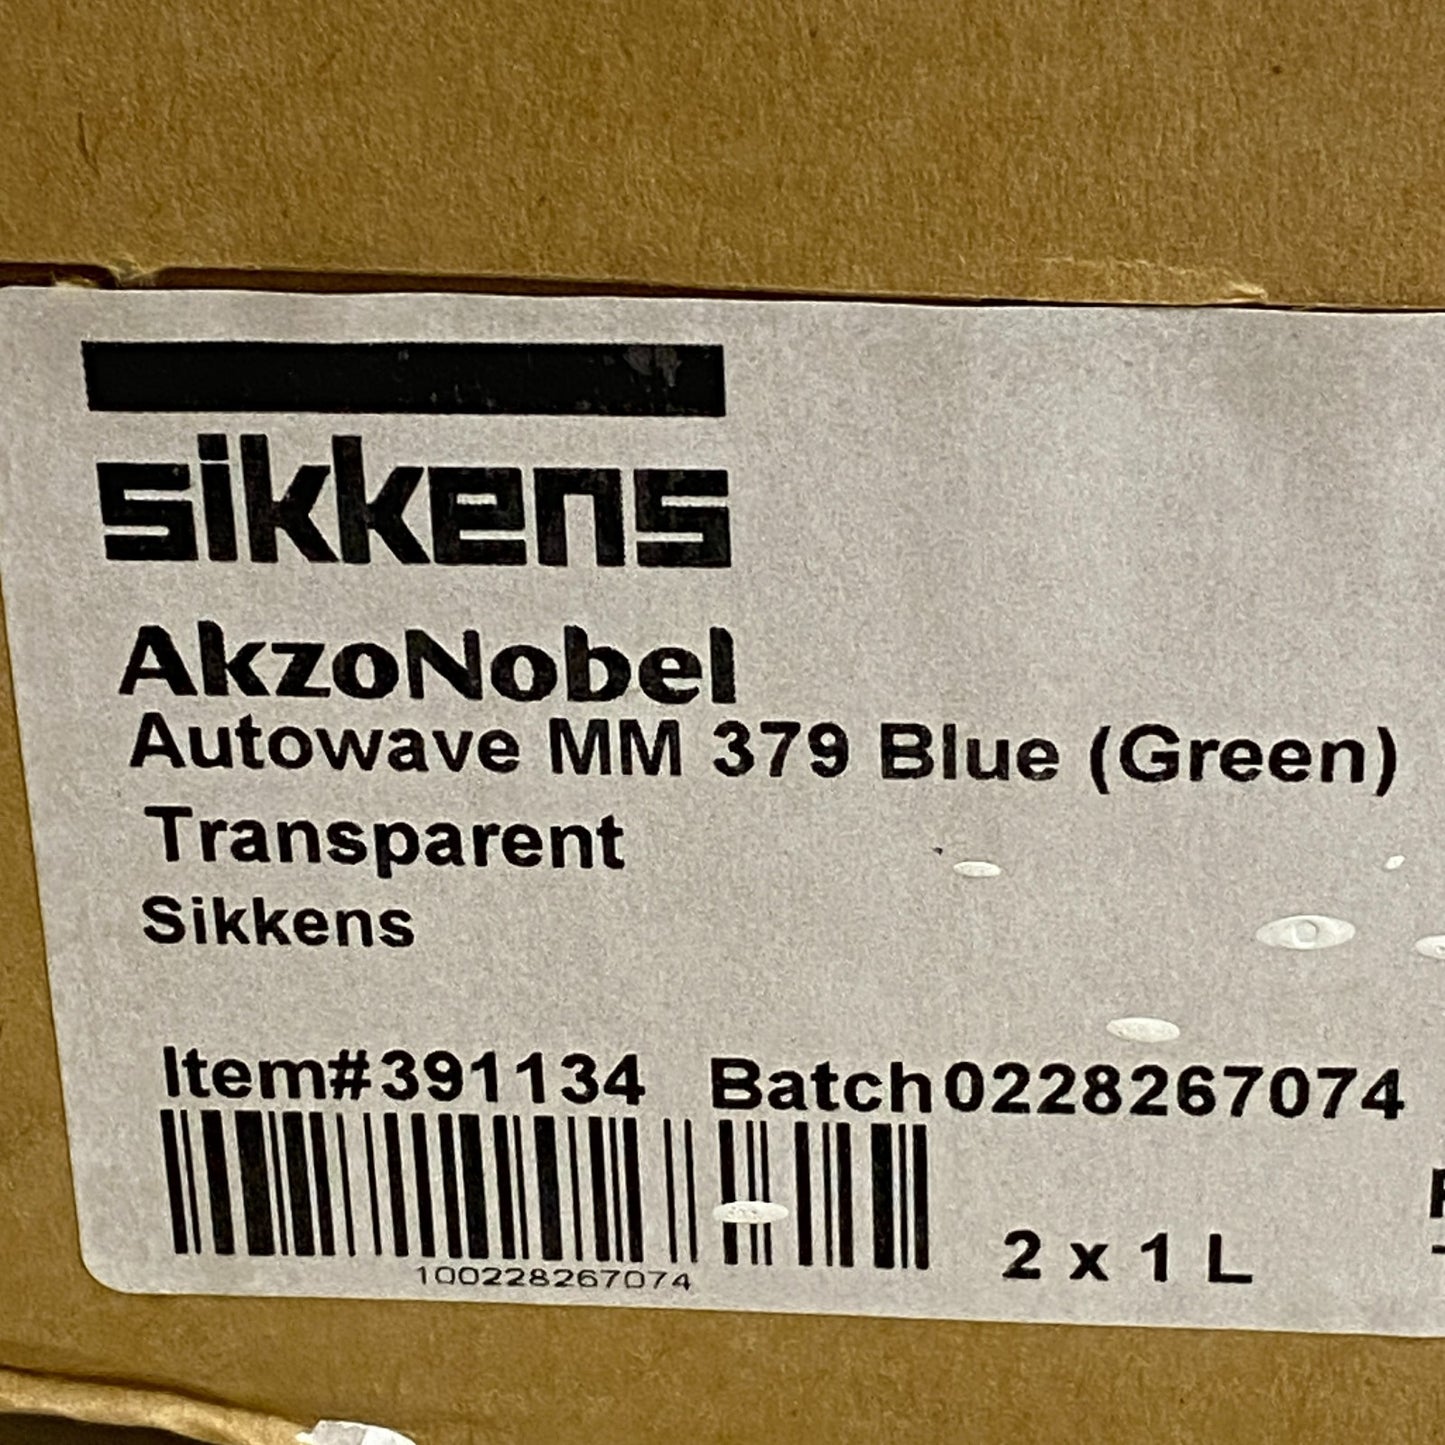 sikkens
AkzoNobel
Autowave MM 379 Blue (Green)
Transparent
Sikkens
Item#391134 Batch0228267074
100228267074
2 x 1 L